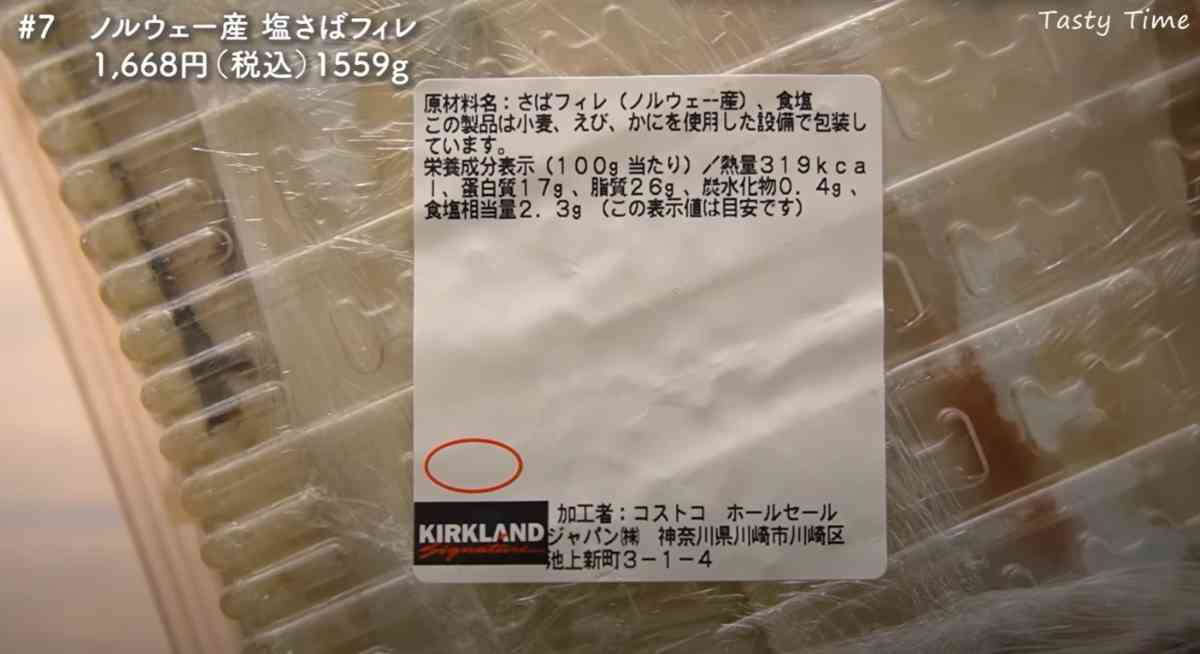 #7 ノルウェー産 塩さばフィレ
1,668円(税込)1559g
Tasty Time
原材料名：さばフィレ（ノルウェー産）、食塩
この製品は小麦、えび、かにを使用した設備で包装し
ています。
栄養成分表示（100g 当たり）／熱量319kca
l、蛋白質17g、脂質26g、炭水化物0．4g、
食塩相当量2．3g（この表示値は目安です）
KIRKLAND
Signature
加工者：コストコ ホールセール
ジャパン㈱ 神奈川県川崎市川崎区
池上新町3－1－4